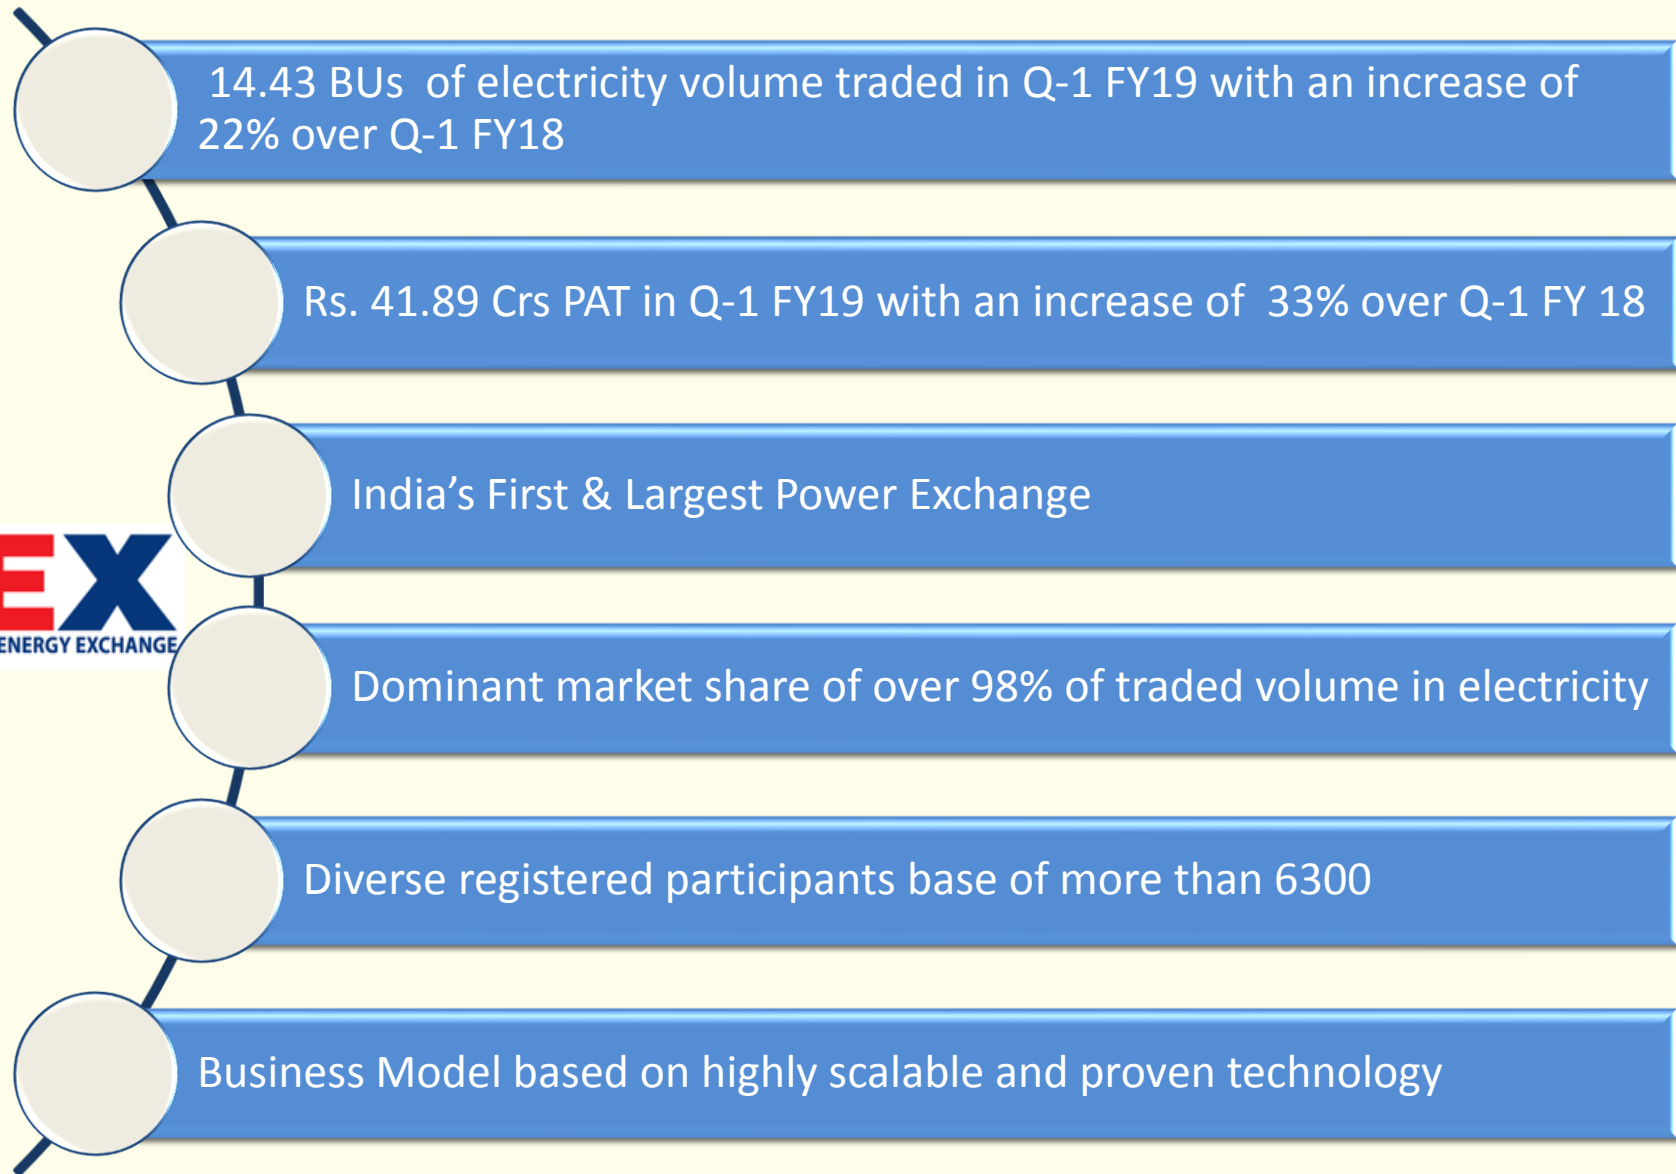 14.43 BUs of electricity volume traded in Q-1 FY19 with an increase of
22% over Q-1 FY18
Rs. 41.89 Crs PAT in Q-1 FY19 with an increase of 33% over Q-1 FY 18
India's First & Largest Power Exchange
EX
ENERGY EXCHANGE
Dominant market share of over 98% of traded volume in electricity
Diverse registered participants base of more than 6300
Business Model based on highly scalable and proven technology